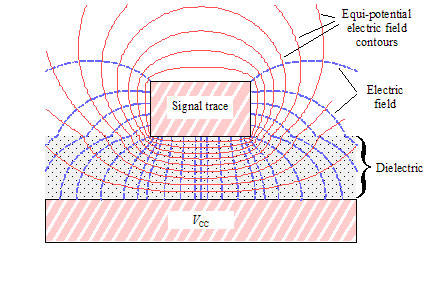 Equi-potential
electric field
contours
Signal trace
Electric
field
Dielectric
VCC